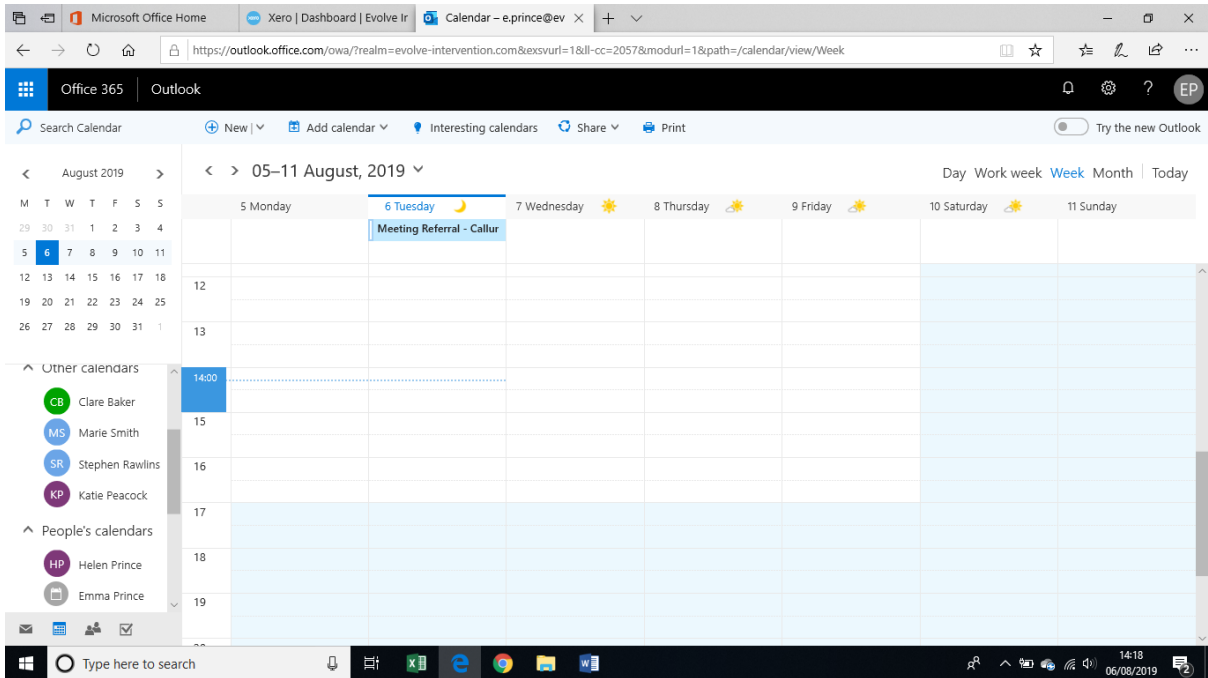 Microsoft Office Home
Xero | Dashboard | Evolve Ir
Calendar – e.prince@ev
https://outlook.office.com/owa/?realm=evolve-intervention.com&exsvurl=1&ll-cc=2057&modurl=1&path=/calendar/view/Week
Office 365 Outlook
EP
Search Calendar New Add calendar Interesting calendars Share Print Try the new Outlook
August 2019
05–11 August, 2019
Day Work week Week Month Today
M T W T F S S
29 30 31 1 2 3 4
5 6 7 8 9 10 11
12 13 14 15 16 17 18
19 20 21 22 23 24 25
26 27 28 29 30 31 1
5 Monday 6 Tuesday 7 Wednesday 8 Thursday 9 Friday 10 Saturday 11 Sunday
Meeting Referral - Callur
12
13
14:00
15
16
17
18
19
Other calendars
CB Clare Baker
MS Marie Smith
SR Stephen Rawlins
KP Katie Peacock
People's calendars
HP Helen Prince
Emma Prince
Type here to search
14:18
06/08/2019
2